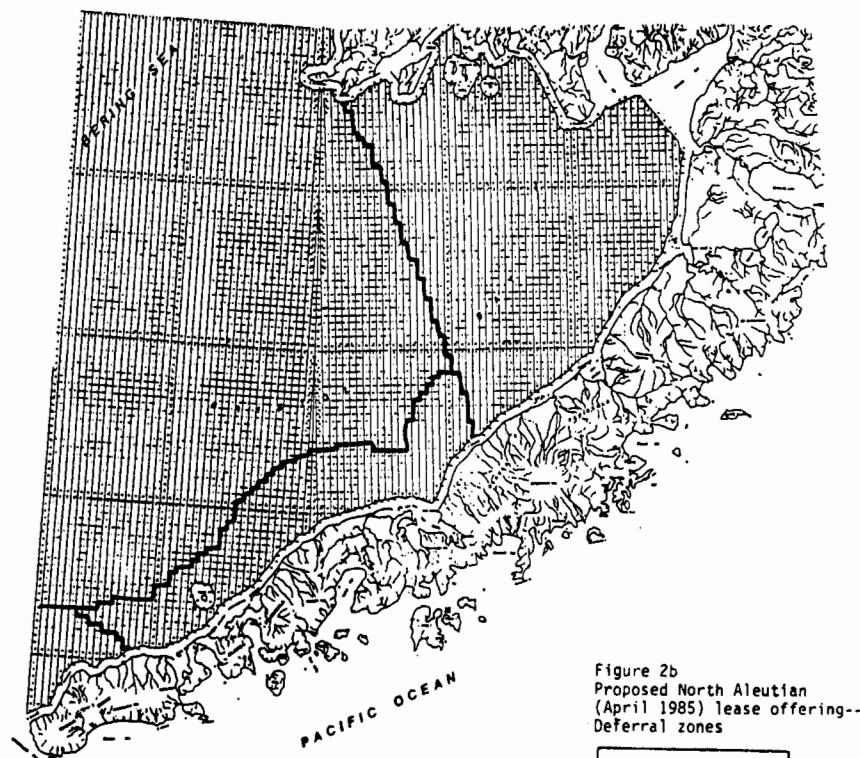 BERING SEA
PACIFIC OCEAN
Figure 2b
Proposed North Aleutian
(April 1985) lease offering--
Deferral zones